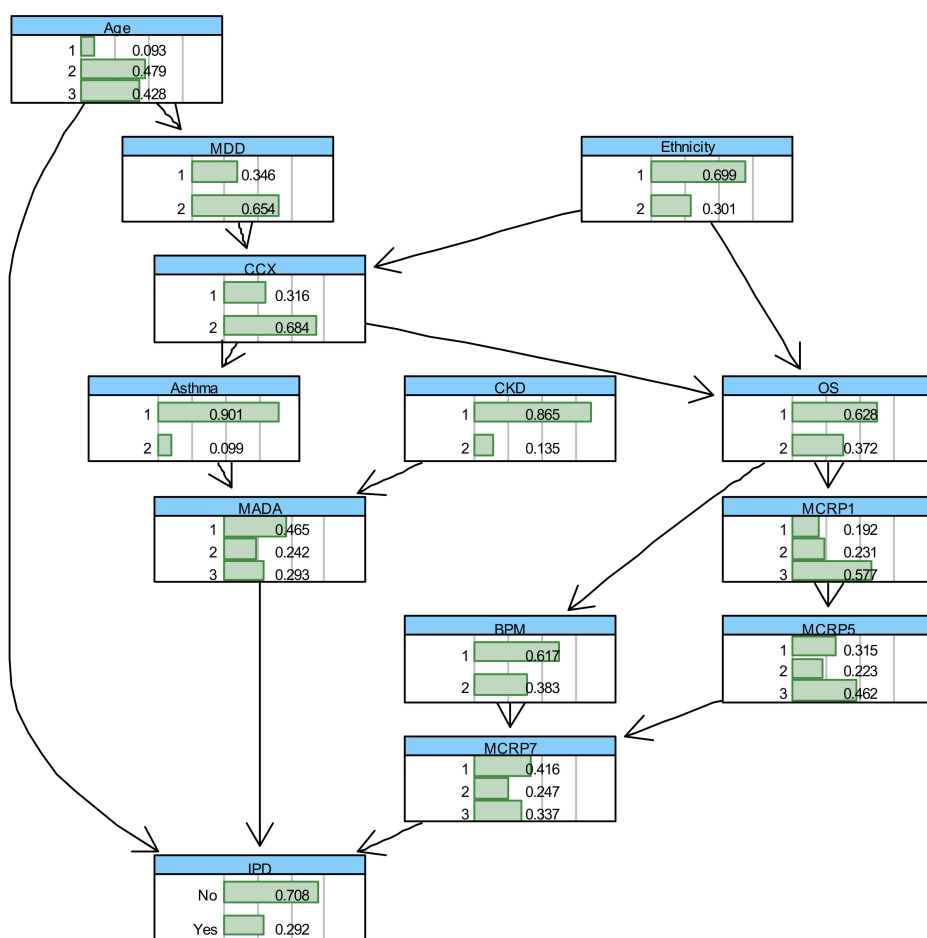 Age
1 0.093
2 0.479
3 0.428
MDD
1 0.346
2 0.654
Ethnicity
1 0.699
2 0.301
CCX
1 0.316
2 0.684
Asthma
1 0.901
2 0.099
CKD
1 0.865
2 0.135
OS
1 0.628
2 0.372
MADA
1 0.465
2 0.242
3 0.293
MCRP1
1 0.192
2 0.231
3 0.577
BPM
1 0.617
2 0.383
MCRP5
1 0.315
2 0.223
3 0.462
MCRP7
1 0.416
2 0.247
3 0.337
IPD
No 0.708
Yes 0.292